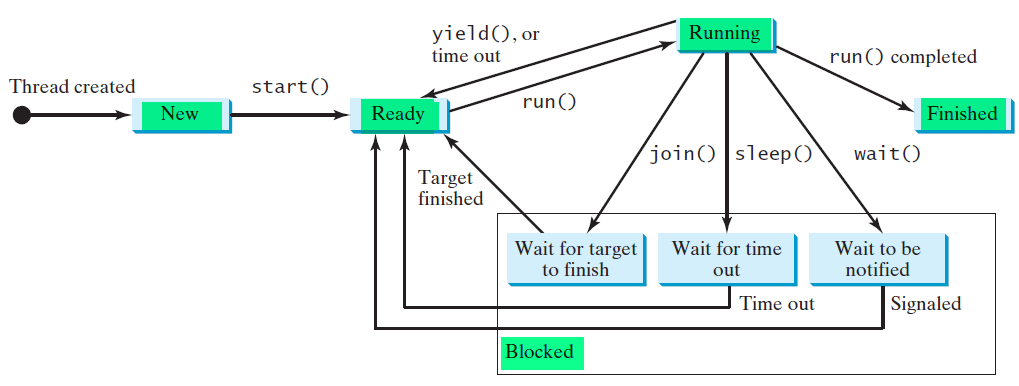 yield(), or
time out
Running
run() completed
Thread created
start()
New
Ready
run()
Finished
join()
sleep()
wait()
Target
finished
Wait for target
to finish
Wait for time
out
Wait to be
notified
Time out
Signaled
Blocked